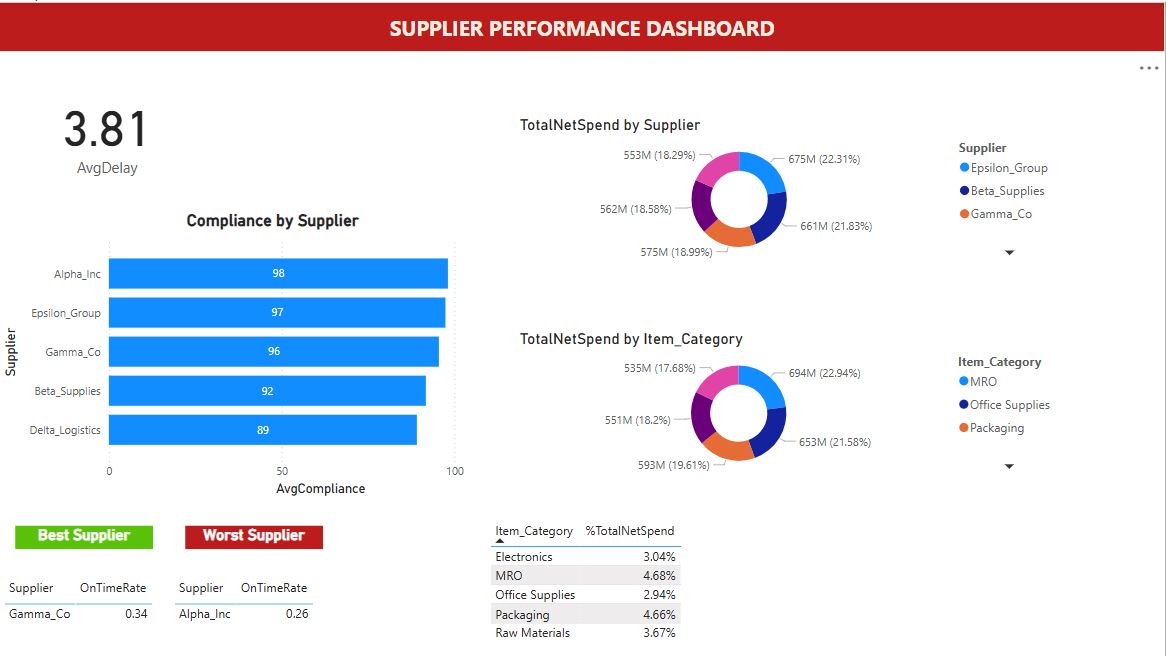 SUPPLIER PERFORMANCE DASHBOARD
3.81
AvgDelay
Compliance by Supplier
Supplier
Alpha_Inc 98
Epsilon_Group 97
Gamma_Co 96
Beta_Supplies 92
Delta_Logistics 89
0 50 100
AvgCompliance
TotalNetSpend by Supplier
553M (18.29%) 675M (22.31%)
562M (18.58%) 661M (21.83%)
575M (18.99%)
Supplier
Epsilon_Group
Beta_Supplies
Gamma_Co
TotalNetSpend by Item_Category
535M (17.68%) 694M (22.94%)
551M (18.2%) 653M (21.58%)
593M (19.61%)
Item_Category
MRO
Office Supplies
Packaging
Best Supplier
Supplier OnTimeRate
Gamma_Co 0.34
Worst Supplier
Supplier OnTimeRate
Alpha_Inc 0.26
Item_Category %TotalNetSpend
Electronics 3.04%
MRO 4.68%
Office Supplies 2.94%
Packaging 4.66%
Raw Materials 3.67%